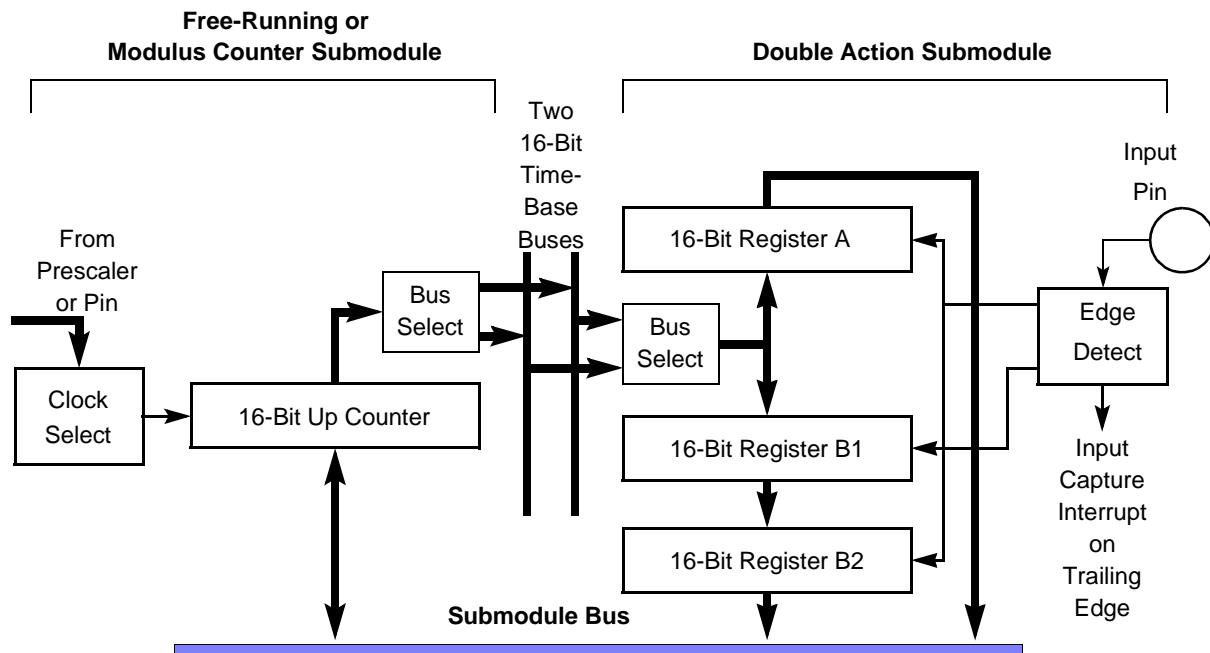 Free-Running or
Modulus Counter Submodule
Double Action Submodule
Two
16-Bit
Time-
Base
Buses
Input
Pin
From
Prescaler
or Pin
Bus
Select
16-Bit Register A
Bus
Select
Edge
Detect
Clock
Select
16-Bit Up Counter
16-Bit Register B1
Input
Capture
Interrupt
on
Trailing
Edge
16-Bit Register B2
Submodule Bus